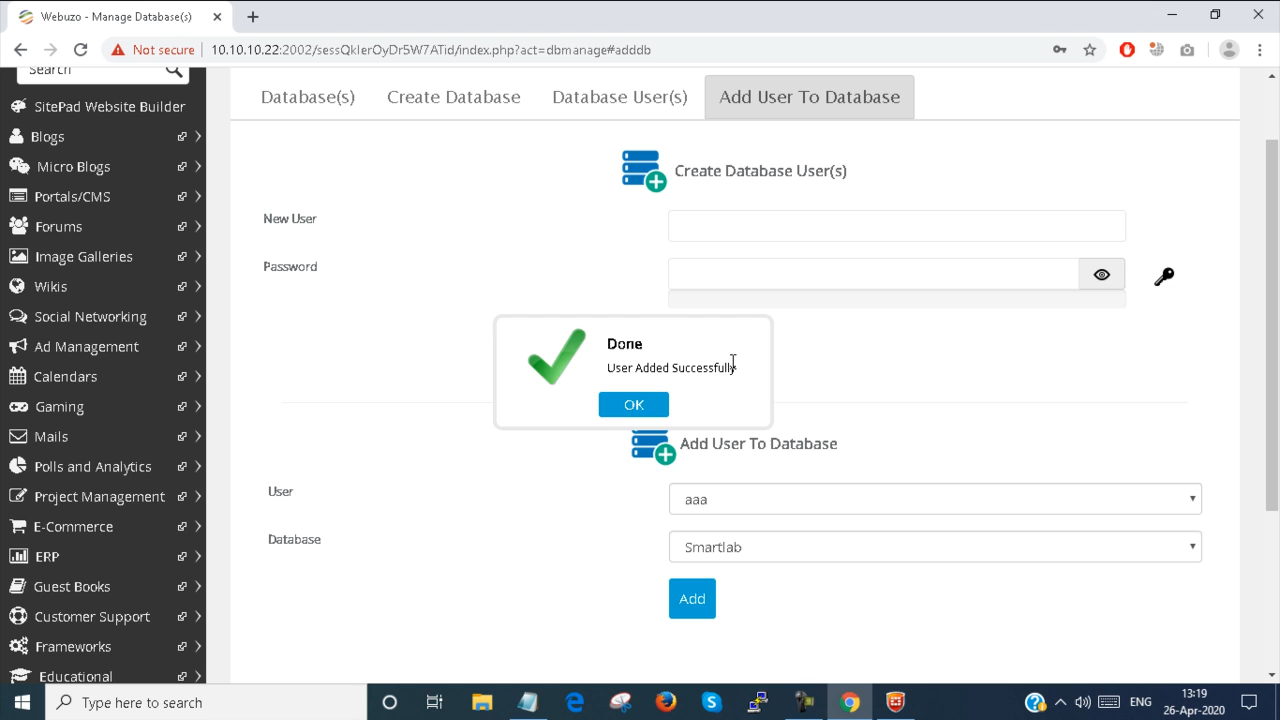 Webuzo - Manage Database(s)
Not secure
10.10.10.22:2002/sessQkIerOyDr5W7ATid/index.php?act=dbmanage#adddb
Search
SitePad Website Builder
Blogs
Micro Blogs
Portals/CMS
Forums
Image Galleries
Wikis
Social Networking
Ad Management
Calendars
Gaming
Mails
Polls and Analytics
Project Management
E-Commerce
ERP
Guest Books
Customer Support
Frameworks
Educational
Database(s)
Create Database
Database User(s)
Add User To Database
Create Database User(s)
New User
Password
Done
User Added Successfully
OK
Add User To Database
User
aaa
Database
Smartlab
Add
Type here to search
ENG
13:19
26-Apr-2020